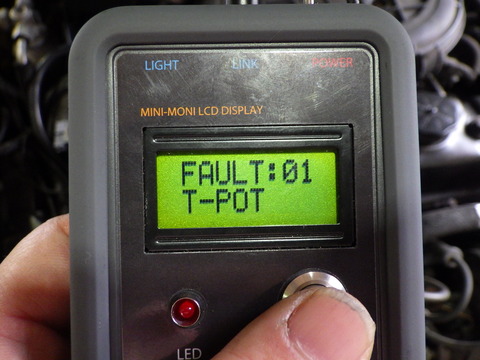 LIGHT LINK POWER
MINI-MONI LCD DISPLAY
FAULT:01
T-POT
LED